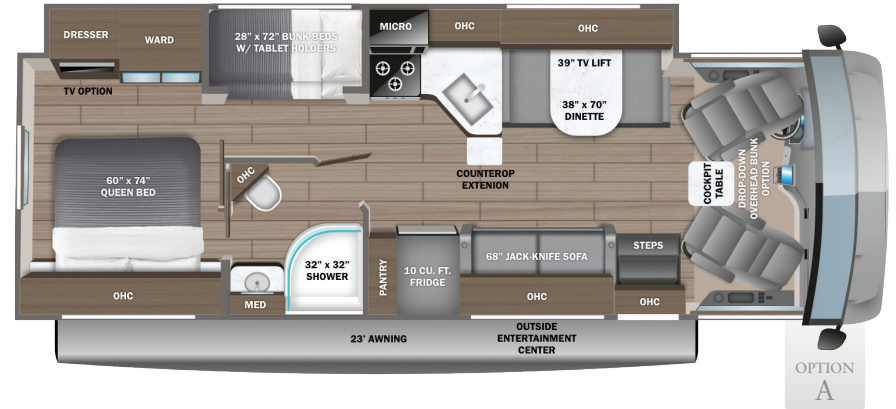 DRESSER
WARD
TV OPTION
28" x 72" BUNK BEDS
W/ TABLET HOLDERS
MICRO
OHC
OHC
39" TV LIFT
38" x 70"
DINETTE
60" x 74"
QUEEN BED
OHC
COUNTEROP
EXTENION
COCKPIT
TABLE
DROP-DOWN
OVERHEAD BUNK
OPTION
32" x 32"
SHOWER
PANTRY
10 CU. FT.
FRIDGE
68" JACK-KNIFE SOFA
STEPS
OHC
MED
OHC
OHC
23' AWNING
OUTSIDE
ENTERTAINMENT
CENTER
OPTION
A